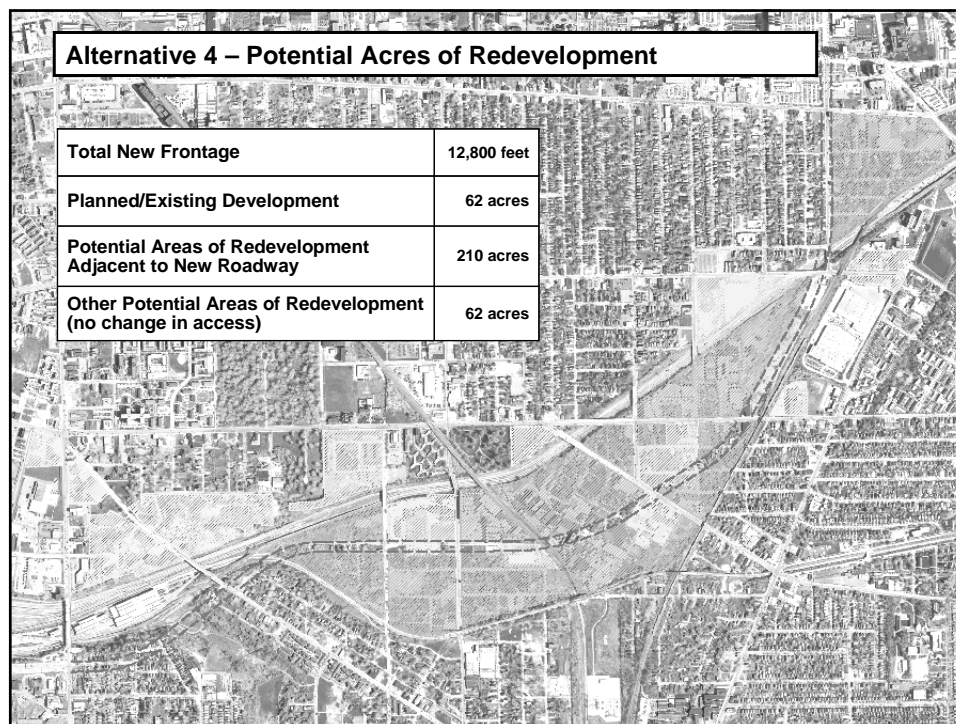 Alternative 4 – Potential Acres of Redevelopment
Total New Frontage 12,800 feet
Planned/Existing Development 62 acres
Potential Areas of Redevelopment
Adjacent to New Roadway 210 acres
Other Potential Areas of Redevelopment
(no change in access) 62 acres